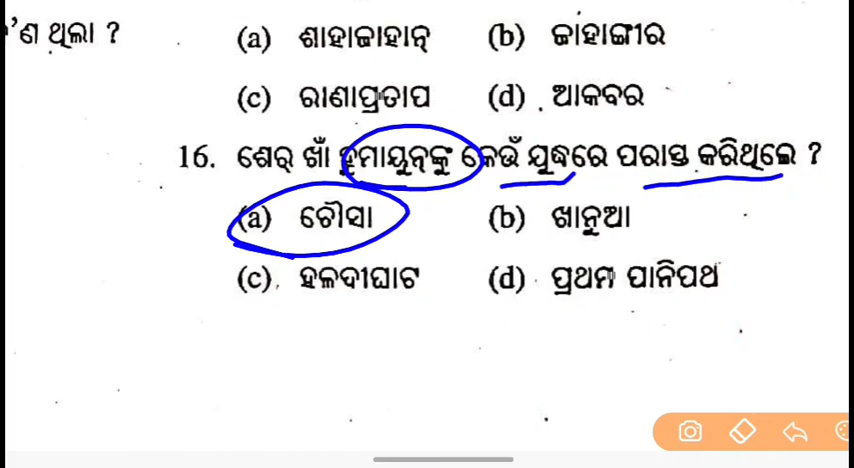 'ଣ ଥିଲା ?
(a) ଶାହାଜାହାନ୍ (b) ଜାହାଙ୍ଗୀର
(c) ରାଣାପ୍ରତାପ (d) ଆକବର
16. ଶେର୍ ଖାଁ ହୁମାୟୁନ୍‌ଙ୍କୁ କେଉଁ ଯୁଦ୍ଧରେ ପରାସ୍ତ କରିଥିଲେ ?
(a) ଚୌସା (b) ଖାନୁଆ
(c) ହଳଦୀଘାଟ (d) ପ୍ରଥମ ପାନିପଥ